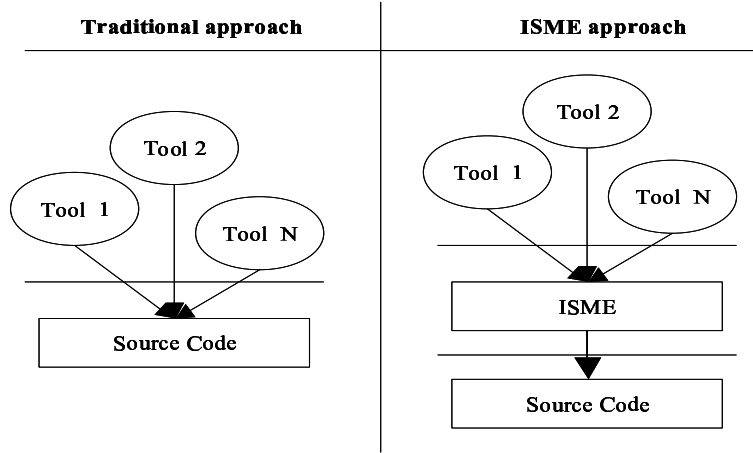 Traditional approach
Tool 2
Tool 1
Tool N
Source Code
ISME approach
Tool 2
Tool 1
Tool N
ISME
Source Code